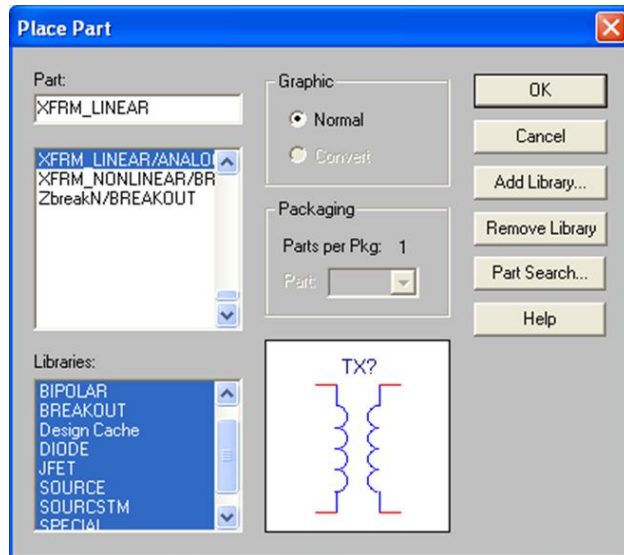 Place Part
Part:
XFRM_LINEAR
XFRM_LINEAR/ANALO
XFRM_NONLINEAR/BR
ZbreakN/BREAKOUT
Libraries:
BIPOLAR
BREAKOUT
Design Cache
DIODE
JFET
SOURCE
SOURCSTM
SPECIAL
Graphic
Normal
Convert
Packaging
Parts per Pkg: 1
Part:
TX?
OK
Cancel
Add Library...
Remove Library
Part Search...
Help